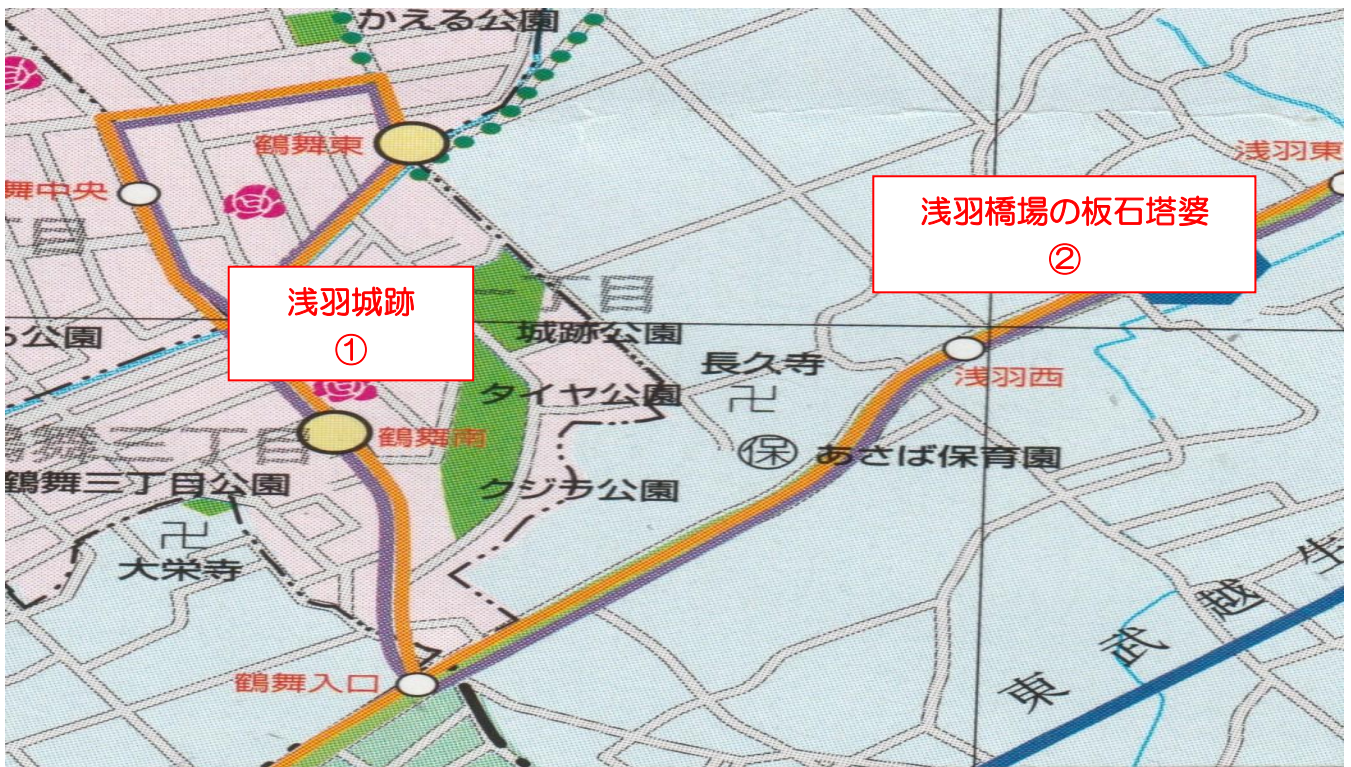 かえる公園
鶴舞東
浅羽東
舞中央
丁目
浅羽橋場の板石塔婆
②
浅羽城跡
①
一丁目
城跡公園
公園
長久寺
浅羽西
タイヤ公園
鶴舞南
鶴舞三丁目
保
あさば保育園
鶴舞三丁目公園
クジラ公園
大栄寺
鶴舞入口
東武越生